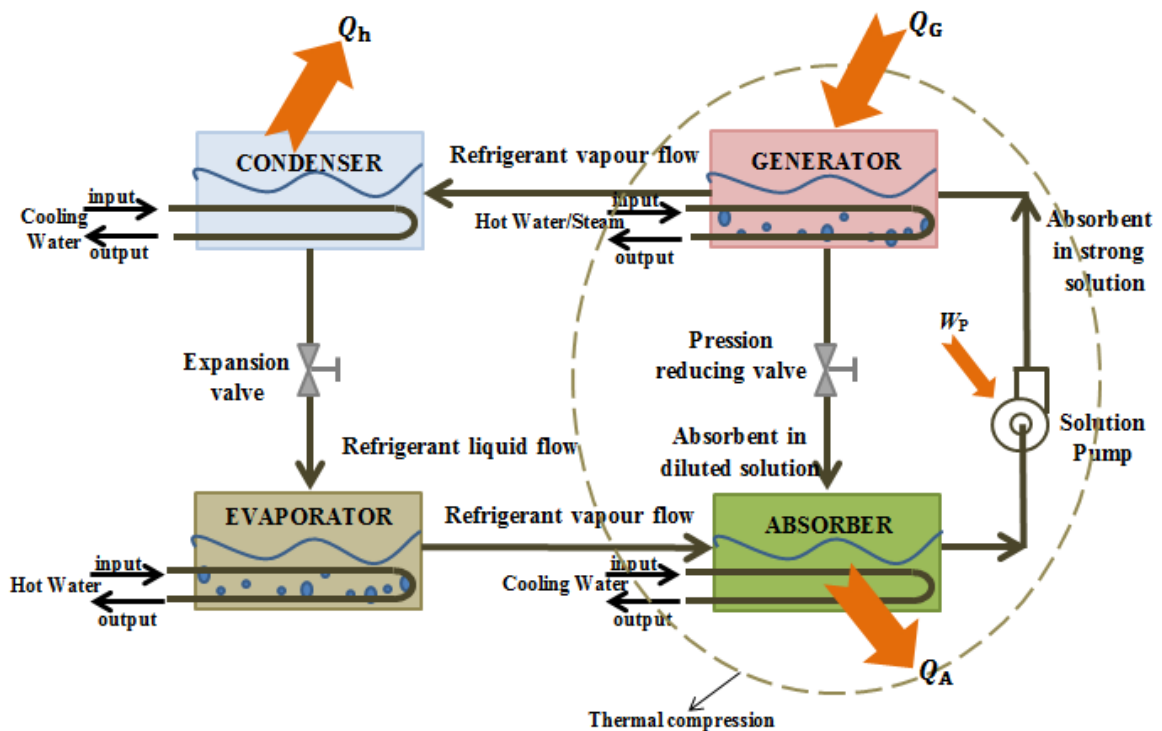 Qh
QG
CONDENSER
Refrigerant vapour flow
GENERATOR
input
Cooling
Water
output
input
Hot Water/Steam
output
Absorbent
in strong
solution
Expansion
valve
Pression
reducing valve
WP
Solution
Pump
Refrigerant liquid flow
Absorbent in
diluted solution
EVAPORATOR
Refrigerant vapour flow
ABSORBER
input
Hot Water
output
input
Cooling Water
output
QA
Thermal compression